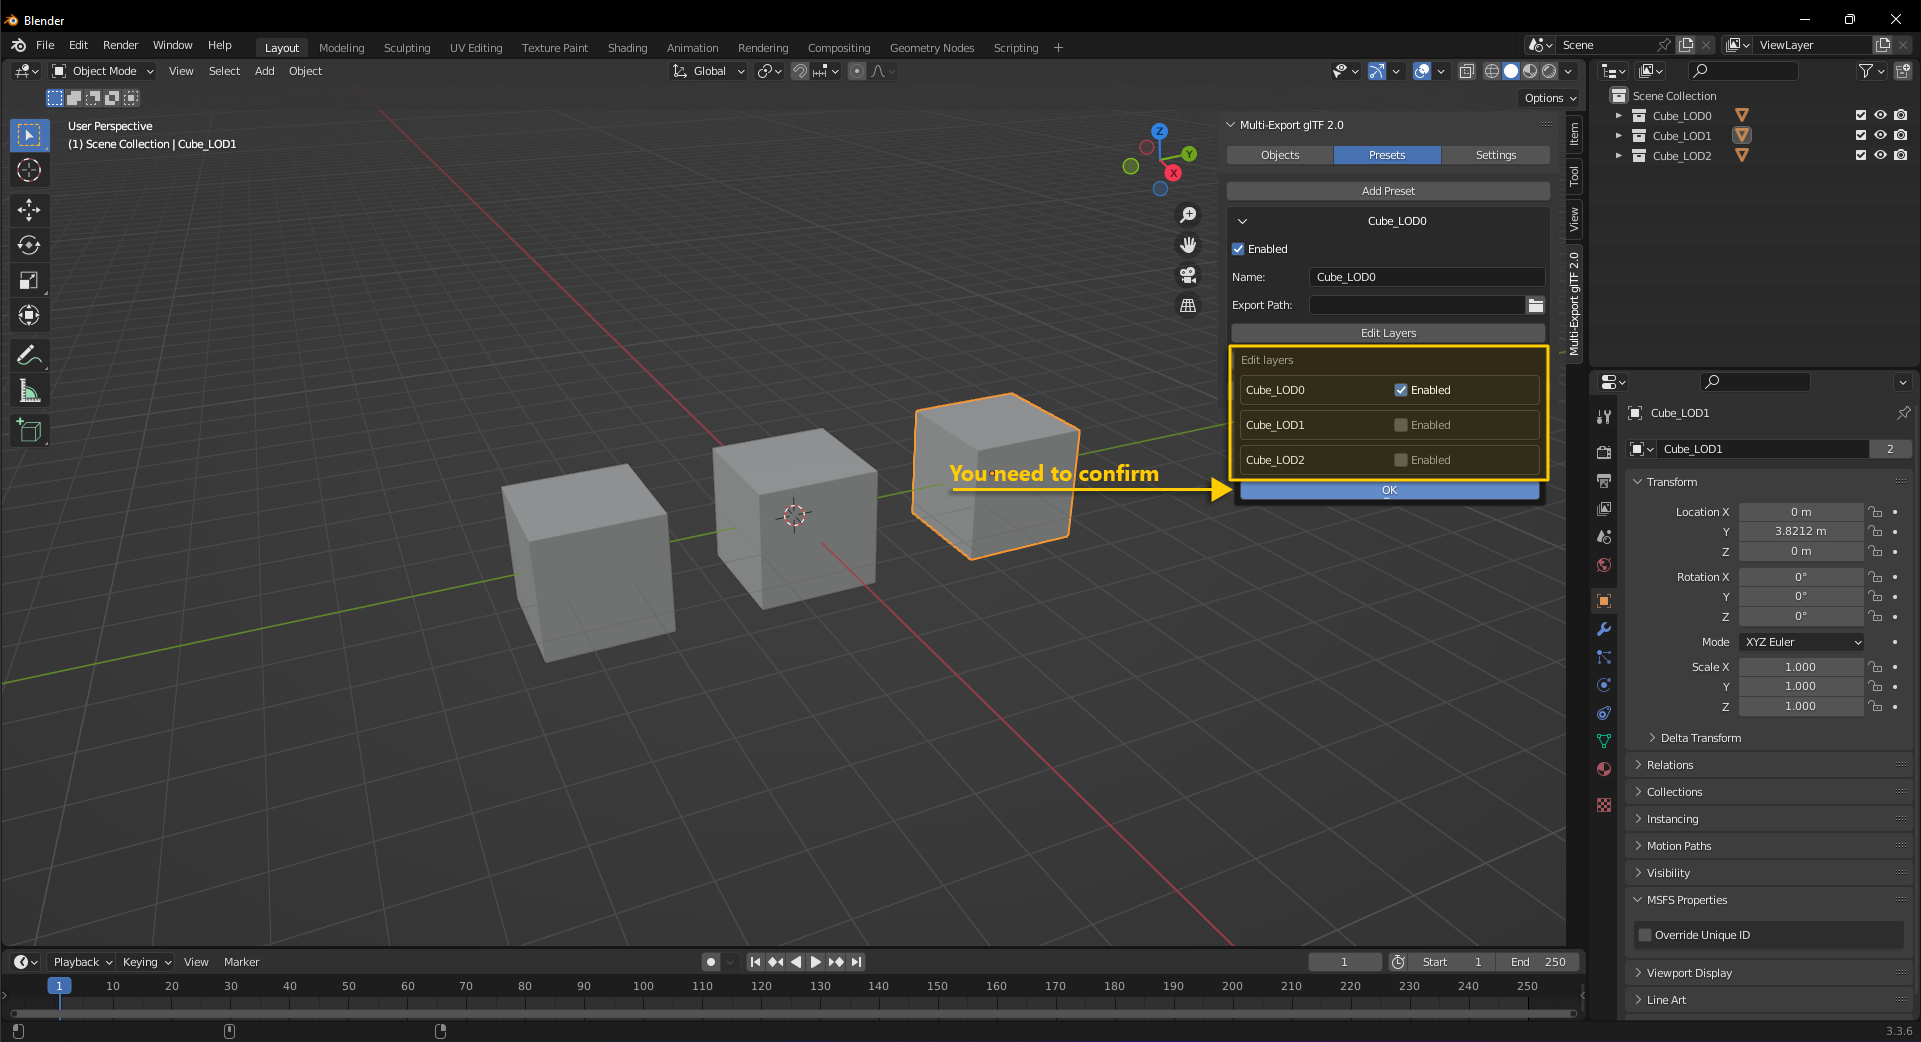 Blender
File Edit Render Window Help
Layout Modeling Sculpting UV Editing Texture Paint Shading Animation Rendering Compositing Geometry Nodes Scripting +
Scene
ViewLayer
Object Mode View Select Add Object
Global
Options
User Perspective
(1) Scene Collection | Cube_LOD1
Z
Y
X
Multi-Export glTF 2.0
Objects Presets Settings
Add Preset
Cube_LOD0
Enabled
Name: Cube_LOD0
Export Path:
Edit Layers
Edit layers
Cube_LOD0 Enabled
Cube_LOD1 Enabled
Cube_LOD2 Enabled
OK
You need to confirm
Item
Tool
View
Multi-Export glTF 2.0
Scene Collection
Cube_LOD0
Cube_LOD1
Cube_LOD2
Cube_LOD1
Cube_LOD1 2
Transform
Location X 0 m
Y 3.8212 m
Z 0 m
Rotation X 0°
Y 0°
Z 0°
Mode XYZ Euler
Scale X 1.000
Y 1.000
Z 1.000
Delta Transform
Relations
Collections
Instancing
Motion Paths
Visibility
MSFS Properties
Override Unique ID
Viewport Display
Line Art
Playback Keying View Marker
1 Start 1 End 250
1 10 20 30 40 50 60 70 80 90 100 110 120 130 140 150 160 170 180 190 200 210 220 230 240 250
3.3.6